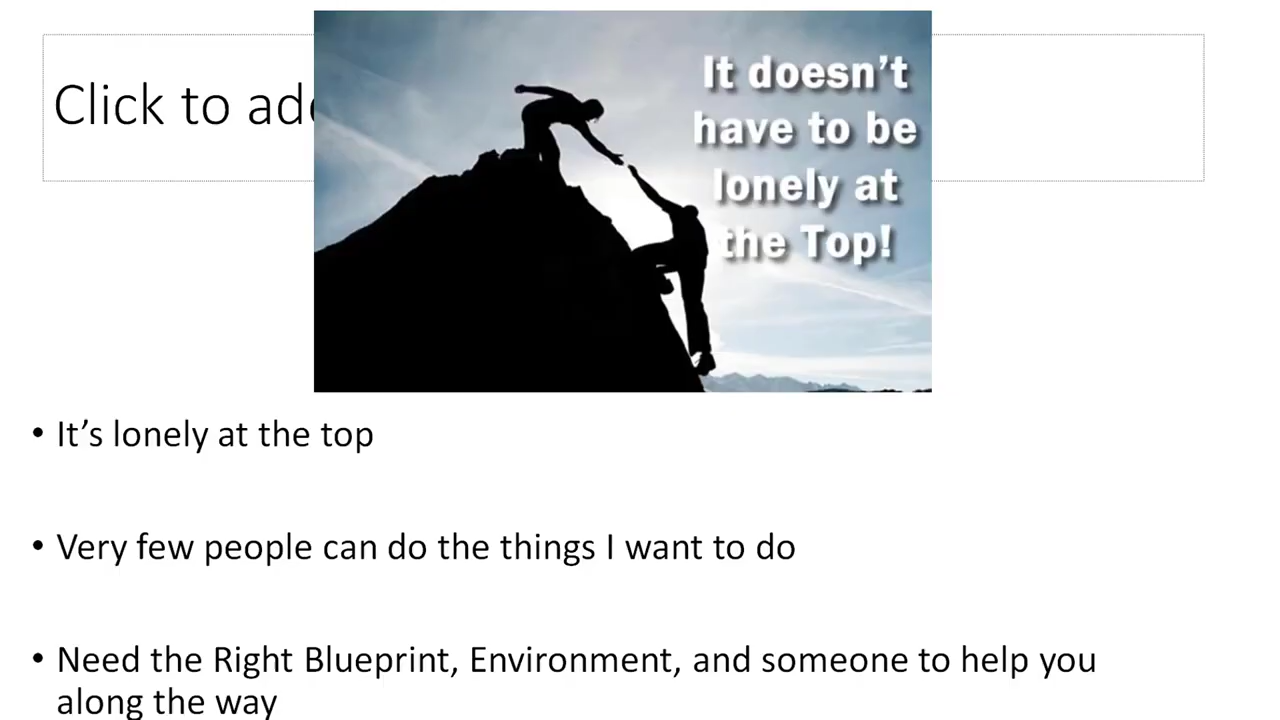 Click to ad
It doesn't
have to be
lonely at
the Top!
• It's lonely at the top
• Very few people can do the things I want to do
• Need the Right Blueprint, Environment, and someone to help you
along the way